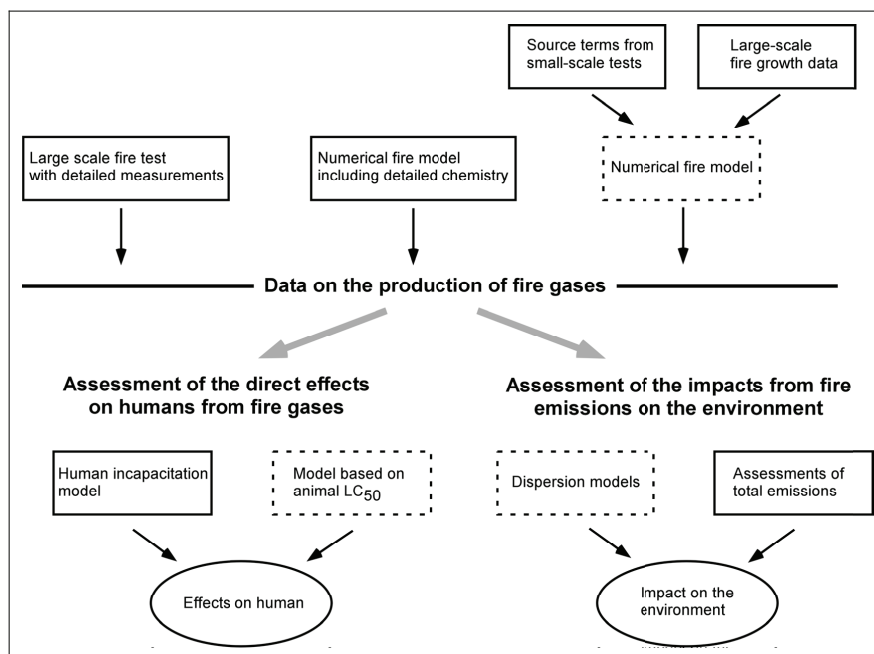 Source terms from
small-scale tests
Large-scale
fire growth data
Large scale fire test
with detailed measurements
Numerical fire model
including detailed chemistry
Numerical fire model
Data on the production of fire gases
Assessment of the direct effects
on humans from fire gases
Assessment of the impacts from fire
emissions on the environment
Human incapacitation
model
Model based on
animal LC50
Dispersion models
Assessments of
total emissions
Effects on human
Impact on the
environment